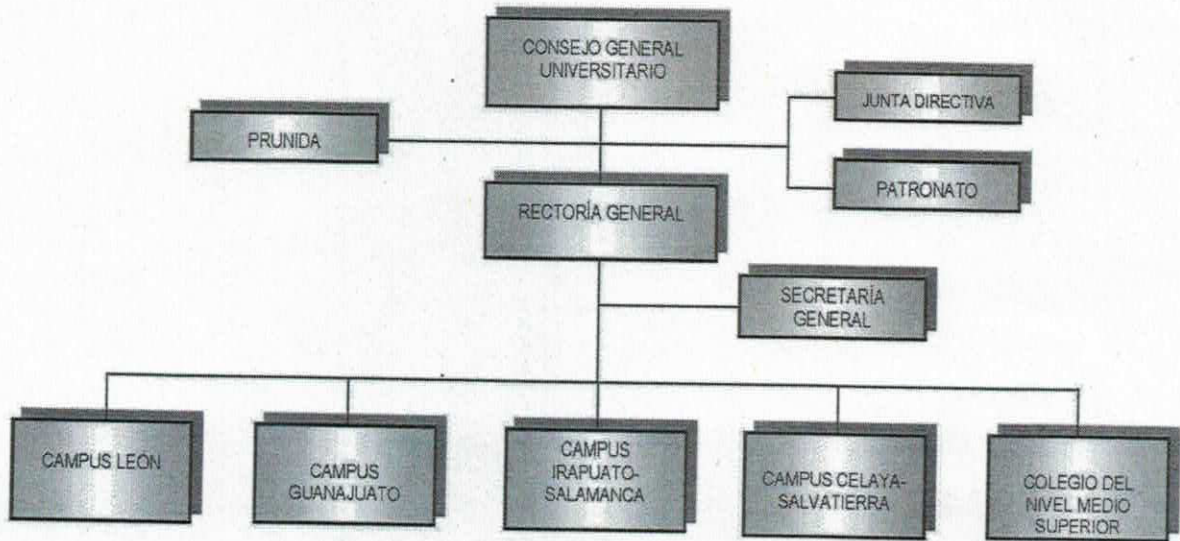 CONSEJO GENERAL
UNIVERSITARIO
JUNTA DIRECTIVA
PRUNIDA
PATRONATO
RECTORÍA GENERAL
SECRETARÍA
GENERAL
CAMPUS LEÓN
CAMPUS
GUANAJUATO
CAMPUS
IRAPUATO-
SALAMANCA
CAMPUS CELAYA-
SALVATIERRA
COLEGIO DEL
NIVEL MEDIO
SUPERIOR